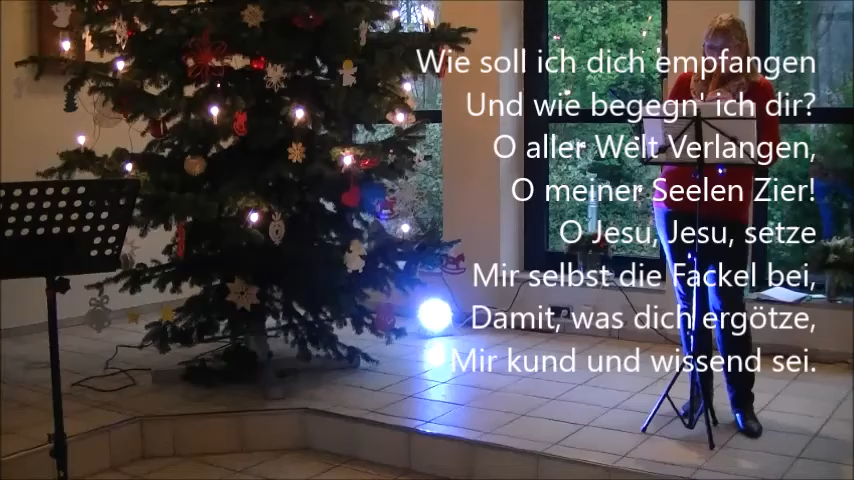 Wie soll ich dich empfangen
Und wie begegn' ich dir?
O aller Welt Verlangen,
O meiner Seelen Zier!
O Jesu, Jesu, setze
Mir selbst die Fackel bei,
Damit, was dich ergötze,
Mir kund und wissend sei.